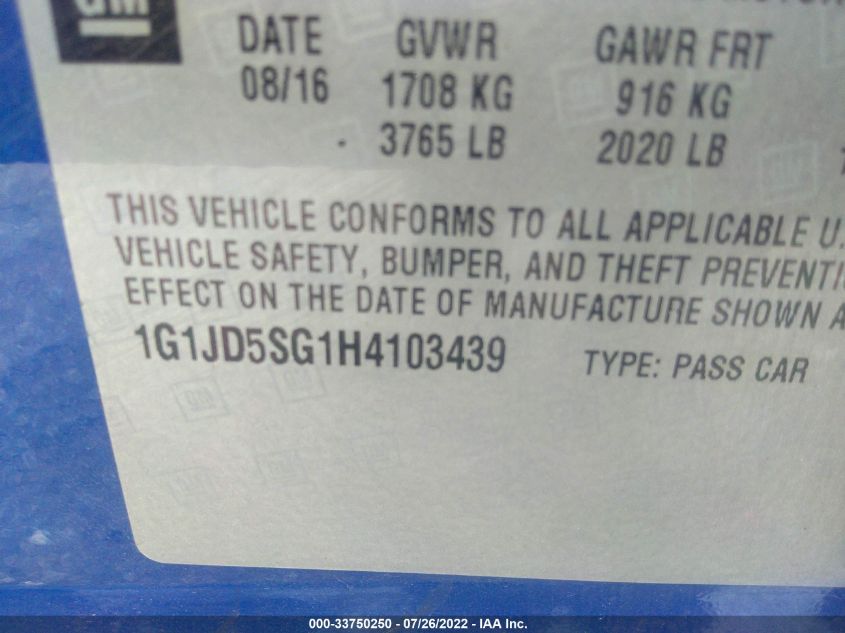 GM
DATE GVWR GAWR FRT
08/16 1708 KG 916 KG
3765 LB 2020 LB
THIS VEHICLE CONFORMS TO ALL APPLICABLE U.
VEHICLE SAFETY, BUMPER, AND THEFT PREVENTI
EFFECT ON THE DATE OF MANUFACTURE SHOWN A
1G1JD5SG1H4103439 TYPE: PASS CAR
000-33750250 - 07/26/2022 - IAA Inc.